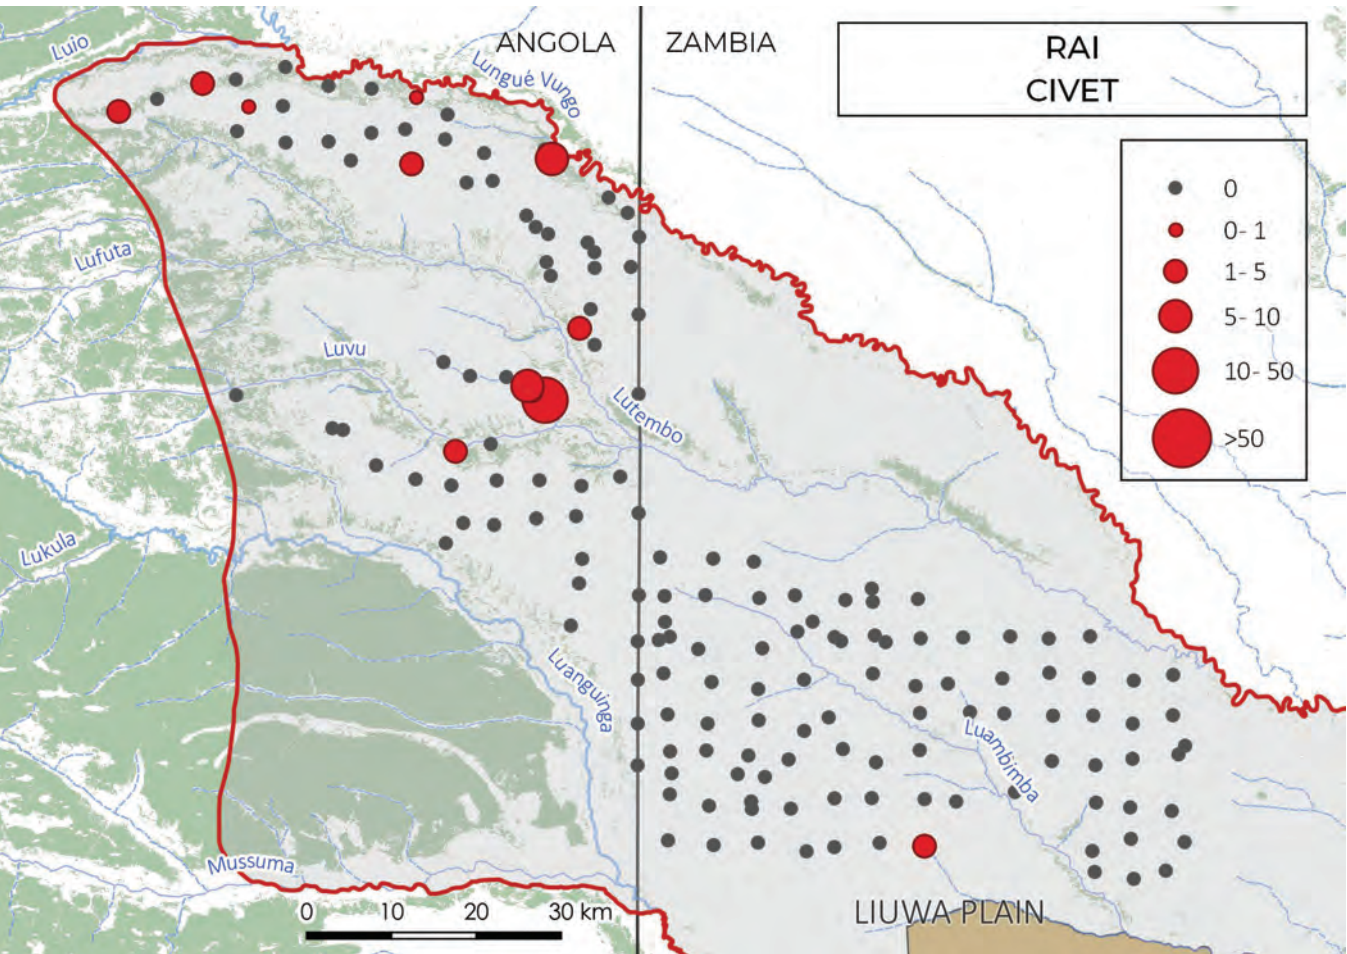 ANGOLA
ZAMBIA
RAI
CIVET
0
0- 1
1- 5
5- 10
10- 50
>50
Luio
Lungué Vungo
Lufuta
Luvu
Lutembo
Lukula
Luanguinga
Luambimba
Mussuma
LIUWA PLAIN
0 10 20 30 km